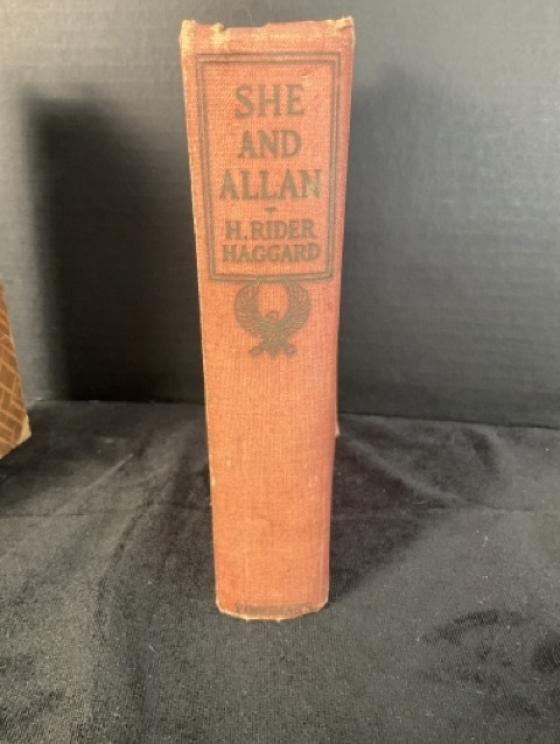 SHE
AND
ALLAN
H. RIDER
HAGGARD